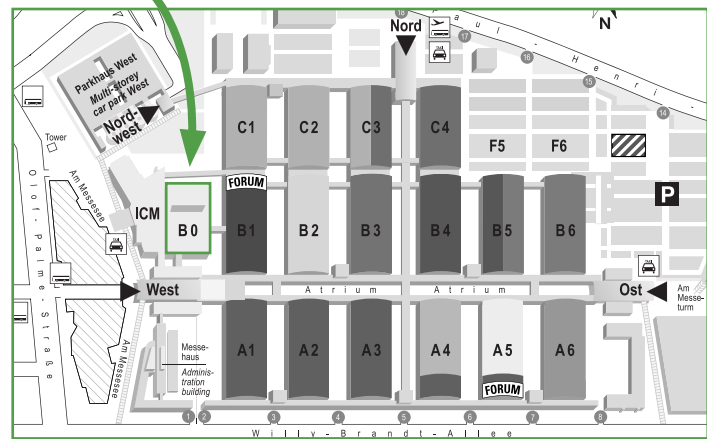 Parkhaus West
Multi-storey
car park West
Nord-
west
Tower
Am Messesee
Olof-Palme-Straße
ICM
B0
18
Nord
17
Paul-Henri-
16
15
14
N
C1
C2
C3
C4
F5
F6
P
FORUM
B1
B2
B3
B4
B5
B6
West
Atrium
Atrium
Ost
Am
Messe-
turm
Am Messesee
Messe-
haus
Adminis-
tration
building
A1
A2
A3
A4
A5
A6
FORUM
1
2
3
4
5
6
7
8
Willy-Brandt-Allee